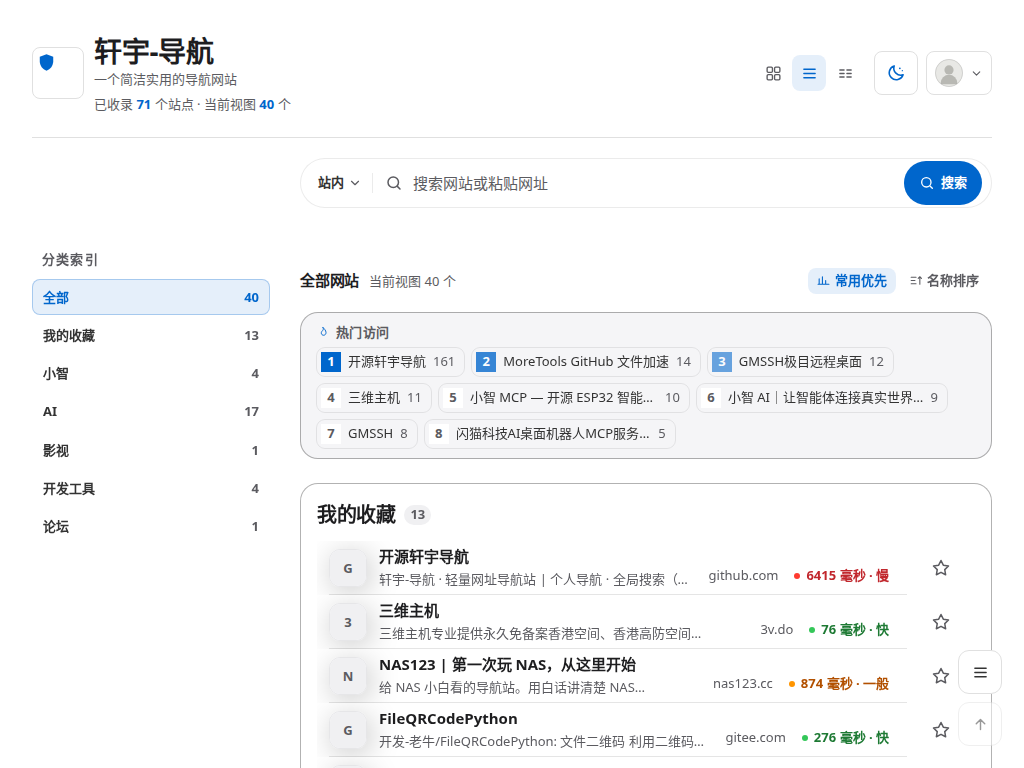 轩宇-导航
一个简洁实用的导航网站
已收录 71 个站点 · 当前视图 40 个
站内
搜索网站或粘贴网址
搜索
分类索引
全部 40
我的收藏 13
小智 4
AI 17
影视 1
开发工具 4
论坛 1
全部网站 当前视图 40 个
常用优先
名称排序
热门访问
1 开源轩宇导航 161
2 MoreTools GitHub 文件加速 14
3 GMSSH极目远程桌面 12
4 三维主机 11
5 小智 MCP — 开源 ESP32 智能... 10
6 小智 AI｜让智能体连接真实世界... 9
7 GMSSH 8
8 闪猫科技AI桌面机器人MCP服务... 5
我的收藏 13
G
开源轩宇导航
轩宇-导航 · 轻量网址导航站 | 个人导航 · 全局搜索（...
github.com
6415 毫秒 · 慢
3
三维主机
三维主机专业提供永久免备案香港空间、香港高防空间...
3v.do
76 毫秒 · 快
N
NAS123 | 第一次玩 NAS，从这里开始
给 NAS 小白看的导航站。用白话讲清楚 NAS...
nas123.cc
874 毫秒 · 一般
G
FileQRCodePython
开发-老牛/FileQRCodePython: 文件二维码 利用二维码...
gitee.com
276 毫秒 · 快